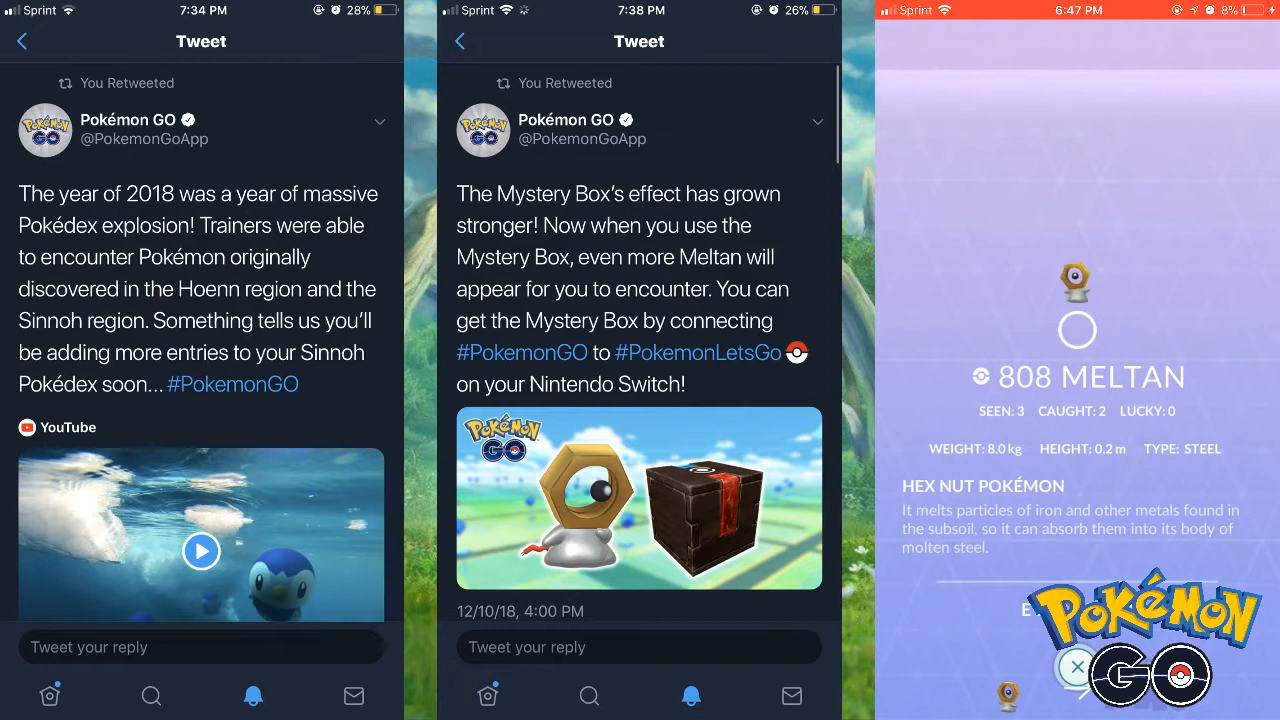 Sprint 7:34 PM 28%
Tweet
You Retweeted
Pokémon GO
@PokemonGoApp
The year of 2018 was a year of massive
Pokédex explosion! Trainers were able
to encounter Pokémon originally
discovered in the Hoenn region and the
Sinnoh region. Something tells us you'll
be adding more entries to your Sinnoh
Pokédex soon... #PokemonGO
YouTube
Tweet your reply
Sprint 7:38 PM 26%
Tweet
You Retweeted
Pokémon GO
@PokemonGoApp
The Mystery Box's effect has grown
stronger! Now when you use the
Mystery Box, even more Meltan will
appear for you to encounter. You can
get the Mystery Box by connecting
#PokemonGO to #PokemonLetsGo
on your Nintendo Switch!
POKÉMON
GO
12/10/18, 4:00 PM
Tweet your reply
Sprint 6:47 PM 8%
808 MELTAN
SEEN: 3 CAUGHT: 2 LUCKY: 0
WEIGHT: 8.0 kg HEIGHT: 0.2 m TYPE: STEEL
HEX NUT POKÉMON
It melts particles of iron and other metals found in
the subsoil, so it can absorb them into its body of
molten steel.
POKÉMON
GO